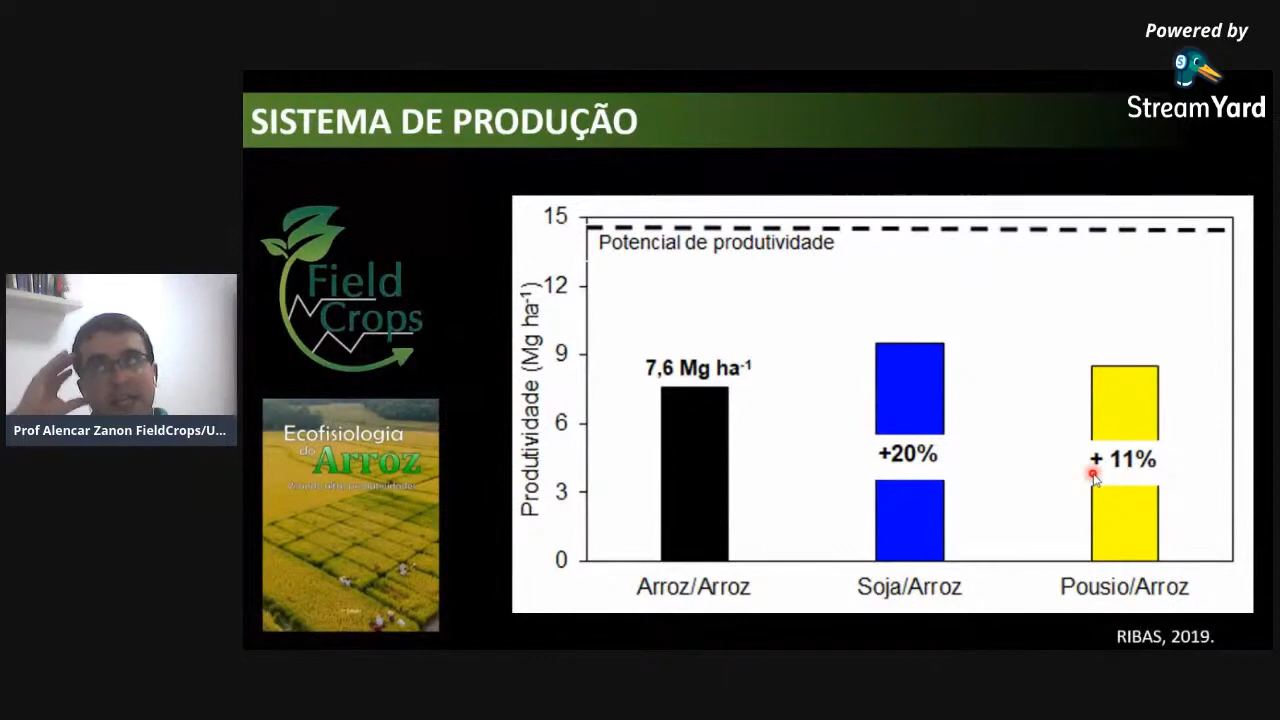 Powered by
StreamYard
SISTEMA DE PRODUÇÃO
Field
Crops
Ecofisiologia
do
Arroz
Prof Alencar Zanon FieldCrops/U...
15
12
9
6
3
0
Produtividade (Mg ha-1)
Potencial de produtividade
7,6 Mg ha-1
+20%
+ 11%
Arroz/Arroz
Soja/Arroz
Pousio/Arroz
RIBAS, 2019.